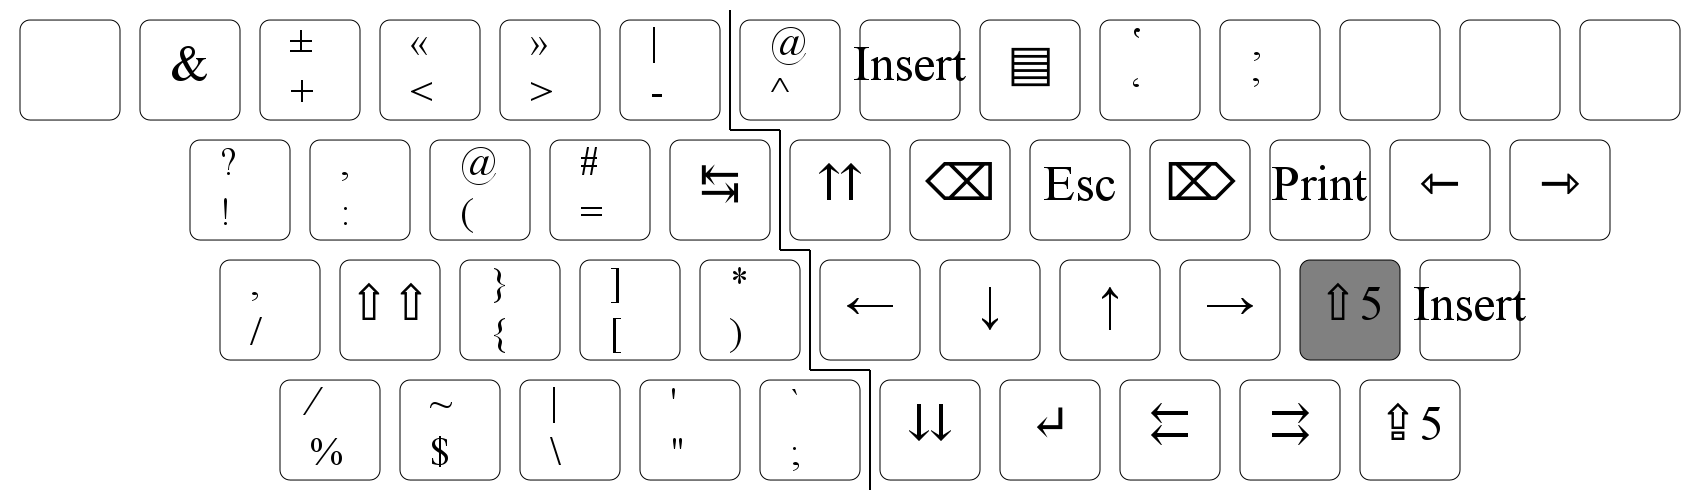 & ± « » | @ Insert ▤ ‛ ,
+ < > - ^ ‘ ’
? , @ # ↹ ⇈ ⌫ Esc ⌦ Print ⇽ ⇾
! : ( =
, ⇧⇧ } ] * ← ↓ ↑ → ⇧5 Insert
/ { [ )
⁄ ~ | ' ` ⇊ ↵ ⇇ ⇉ ⇪5
% $ \ " ;